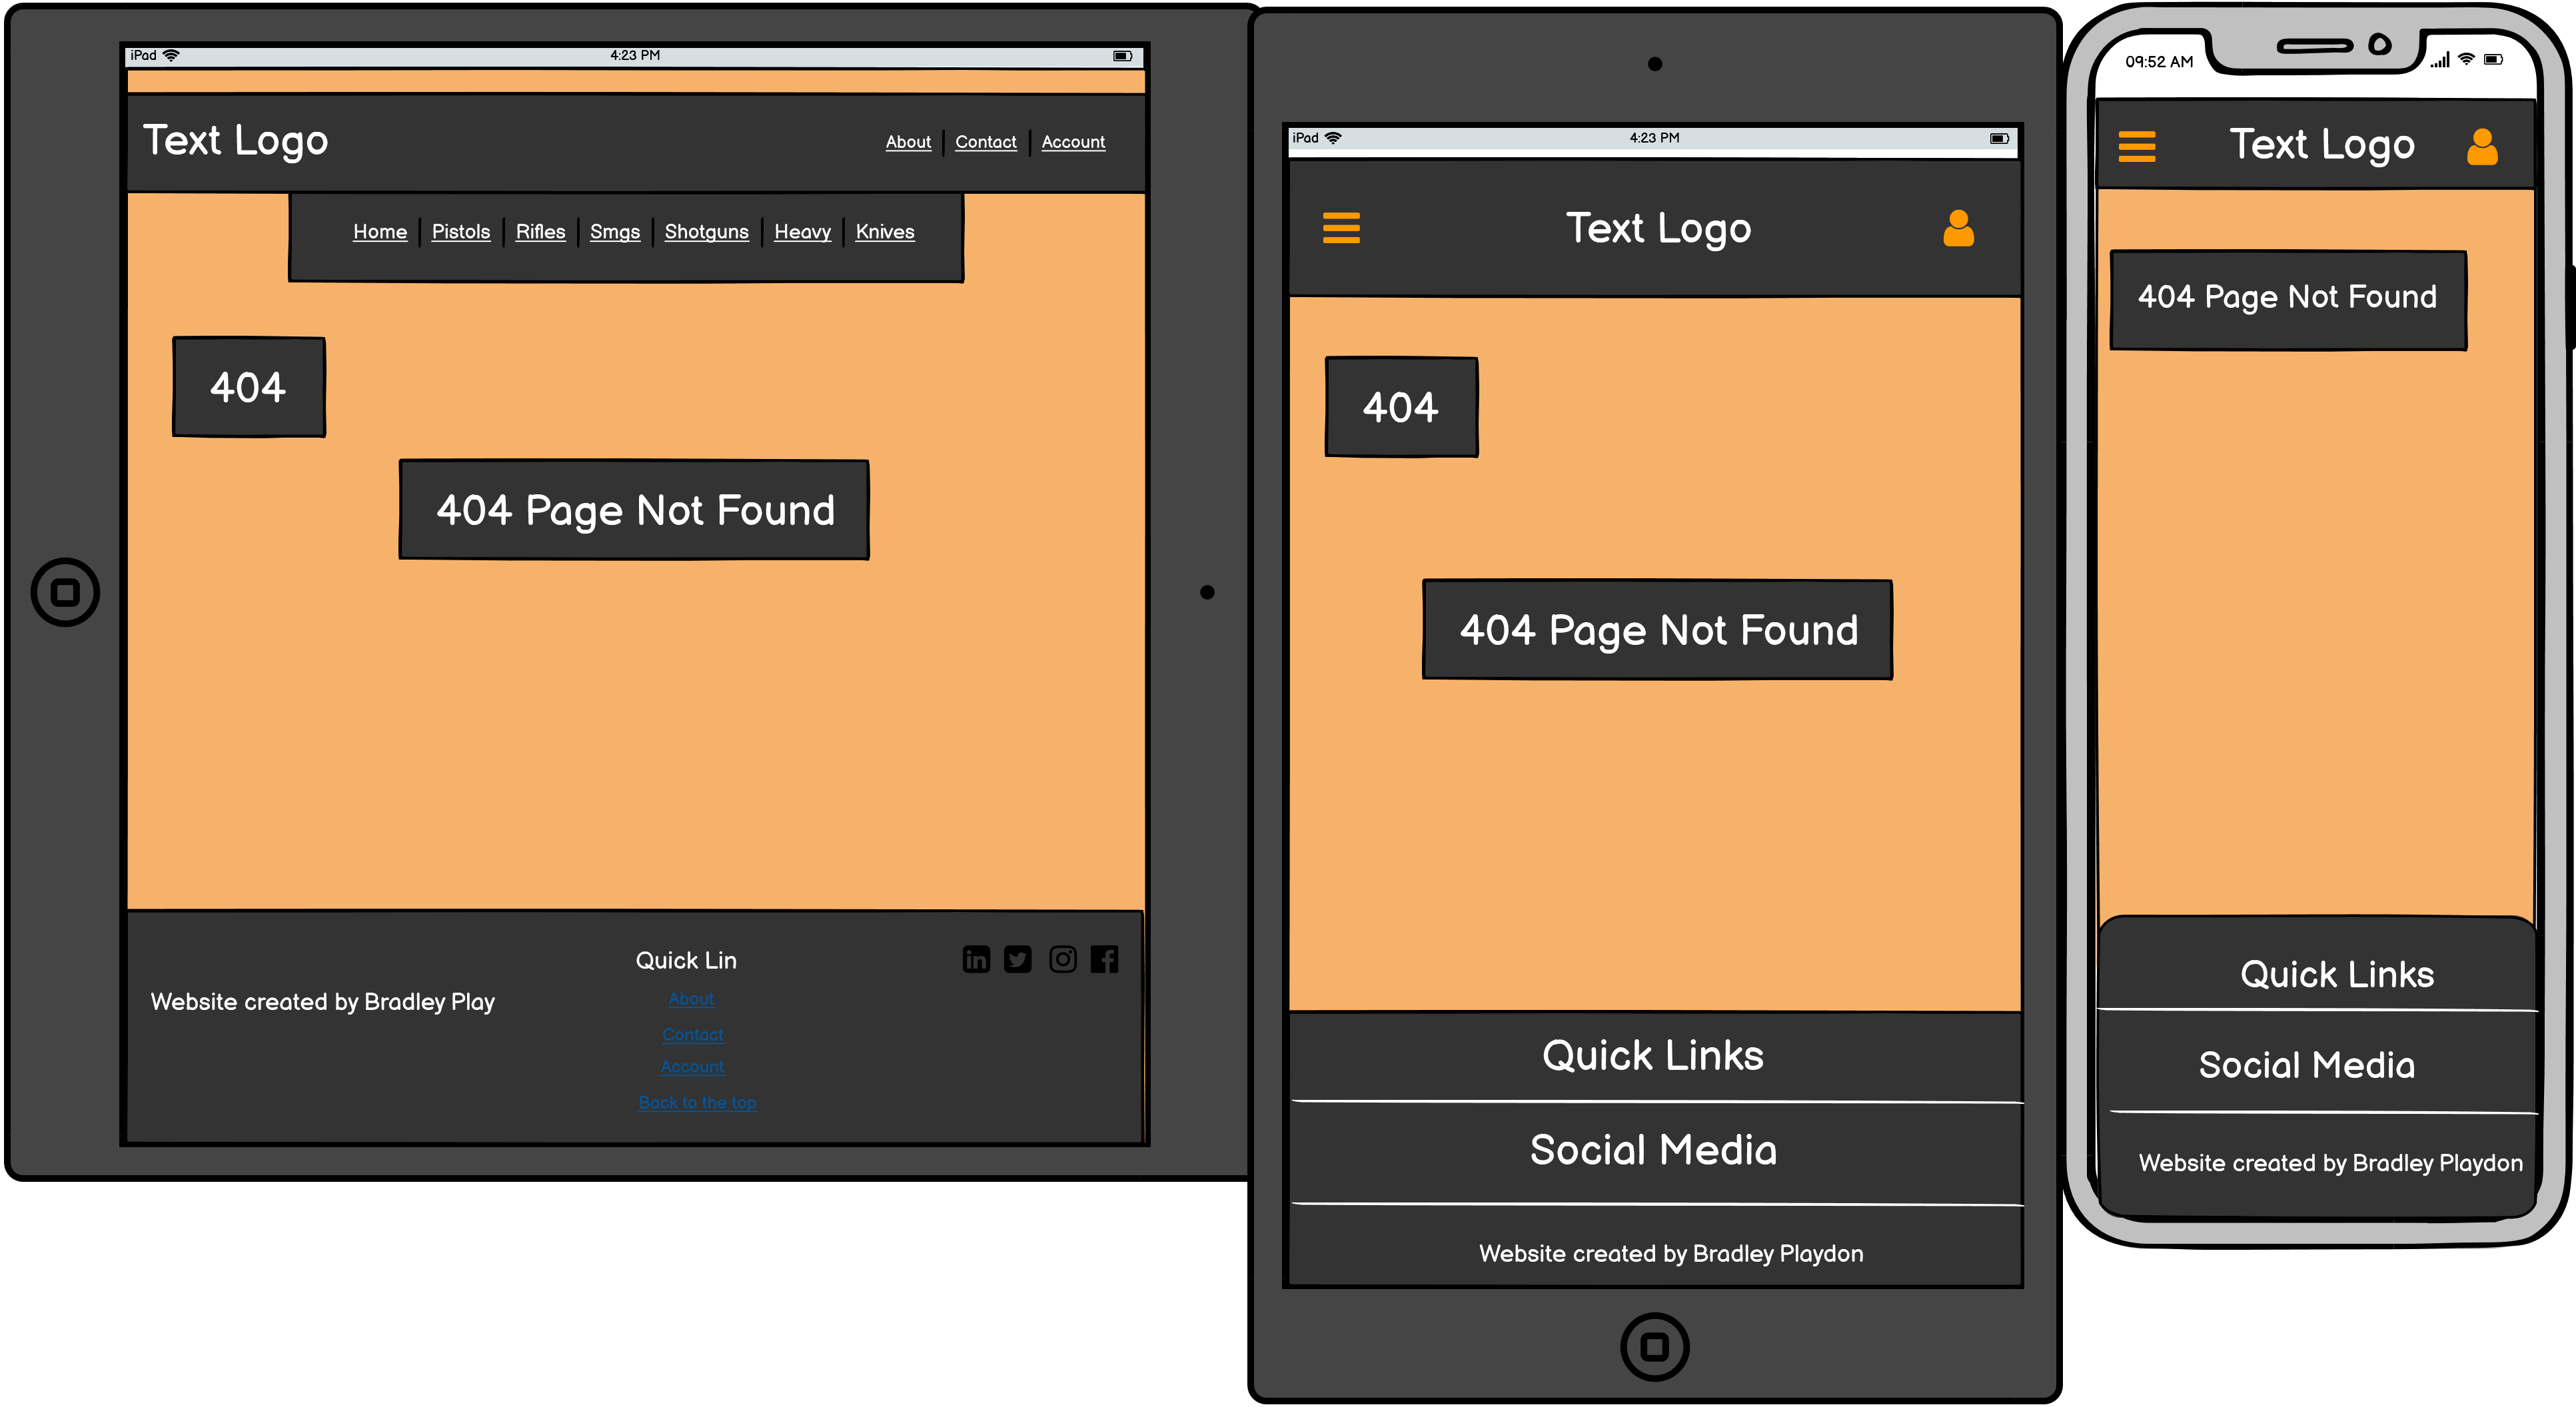 iPad 4:23 PM
Text Logo
About Contact Account
Home Pistols Rifles Smgs Shotguns Heavy Knives
404
404 Page Not Found
Website created by Bradley Play
Quick Lin
About
Contact
Account
Back to the top
iPad 4:23 PM
Text Logo
404
404 Page Not Found
Quick Links
Social Media
Website created by Bradley Playdon
09:52 AM
Text Logo
404 Page Not Found
Quick Links
Social Media
Website created by Bradley Playdon